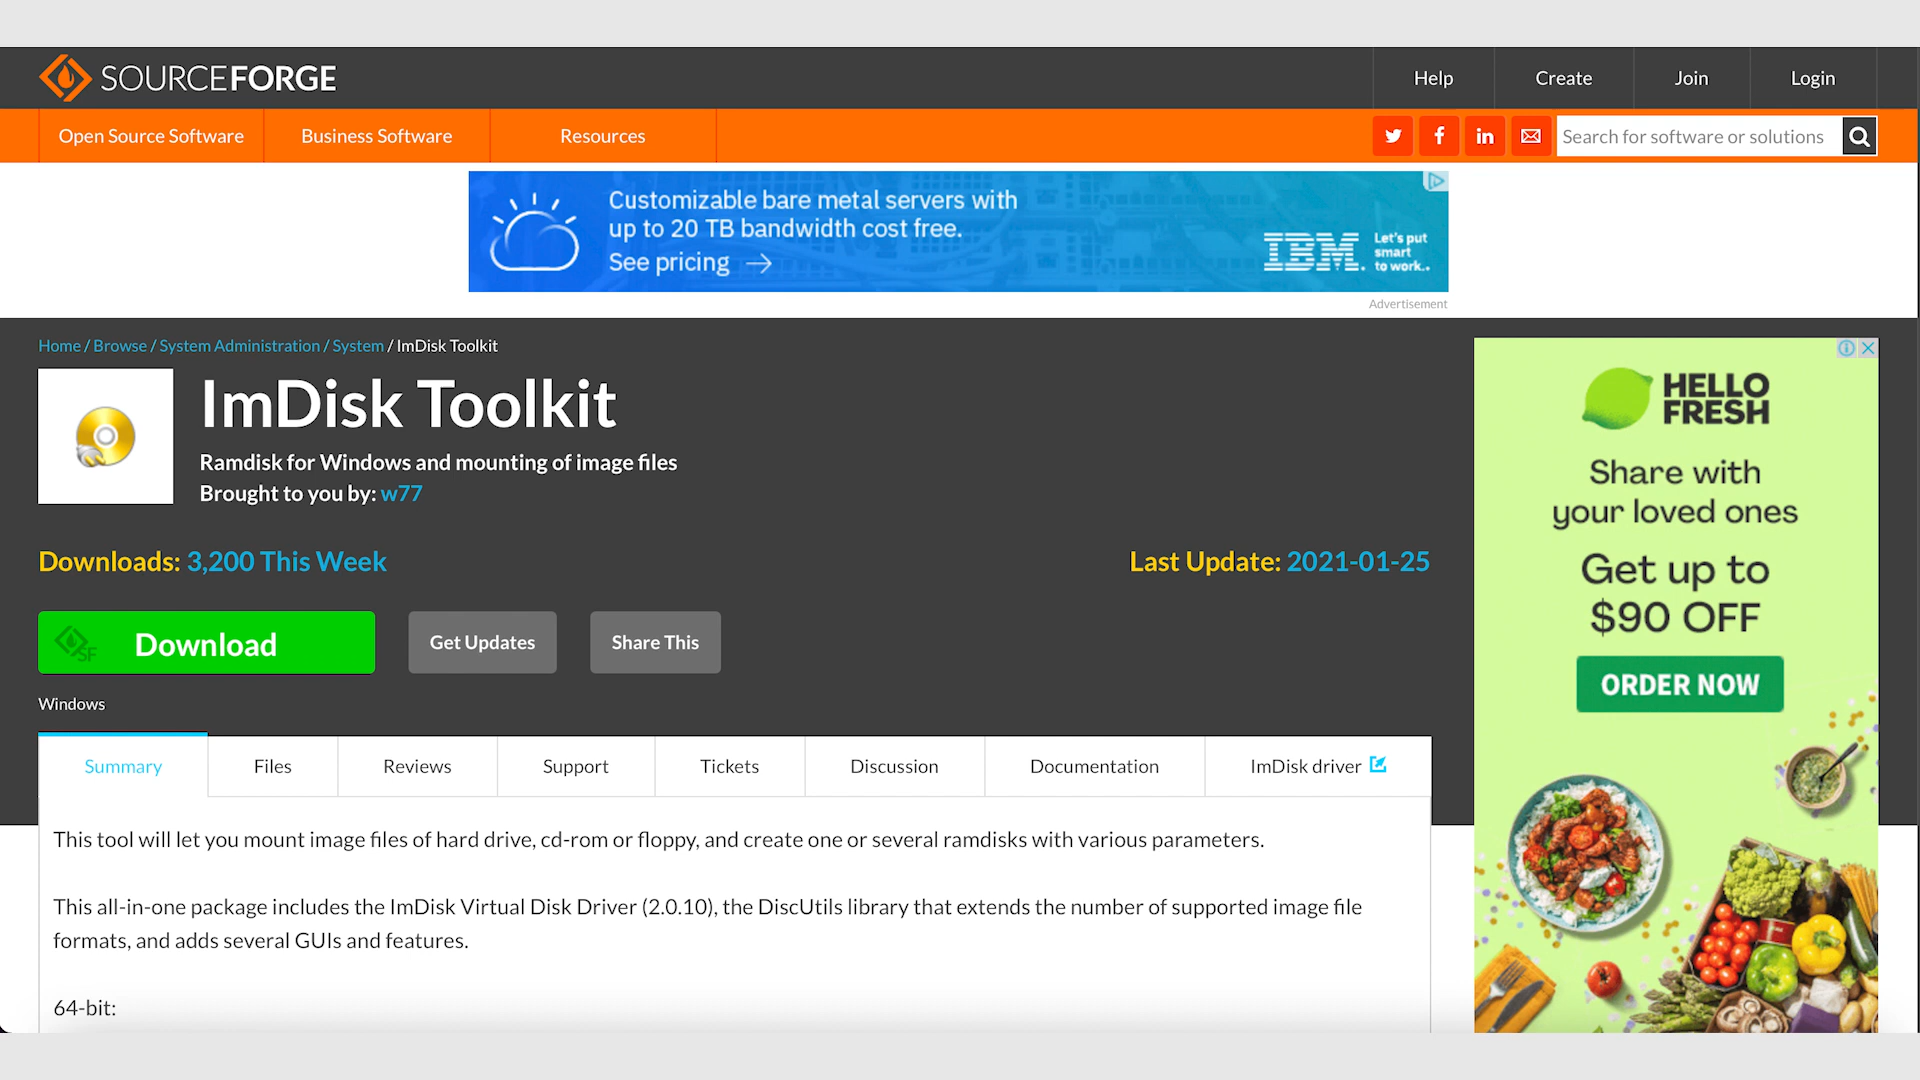 SOURCEFORGE
Help
Create
Join
Login
Open Source Software
Business Software
Resources
Search for software or solutions
Customizable bare metal servers with
up to 20 TB bandwidth cost free.
See pricing →
IBM.
Let's put
smart
to work..
Advertisement
Home / Browse / System Administration / System / ImDisk Toolkit
ImDisk Toolkit
Ramdisk for Windows and mounting of image files
Brought to you by: w77
Downloads: 3,200 This Week
Last Update: 2021-01-25
SF
Download
Get Updates
Share This
Windows
Summary
Files
Reviews
Support
Tickets
Discussion
Documentation
ImDisk driver
This tool will let you mount image files of hard drive, cd-rom or floppy, and create one or several ramdisks with various parameters.
This all-in-one package includes the ImDisk Virtual Disk Driver (2.0.10), the DiscUtils library that extends the number of supported image file
formats, and adds several GUIs and features.
64-bit:
HELLO
FRESH
Share with
your loved ones
Get up to
$90 OFF
ORDER NOW